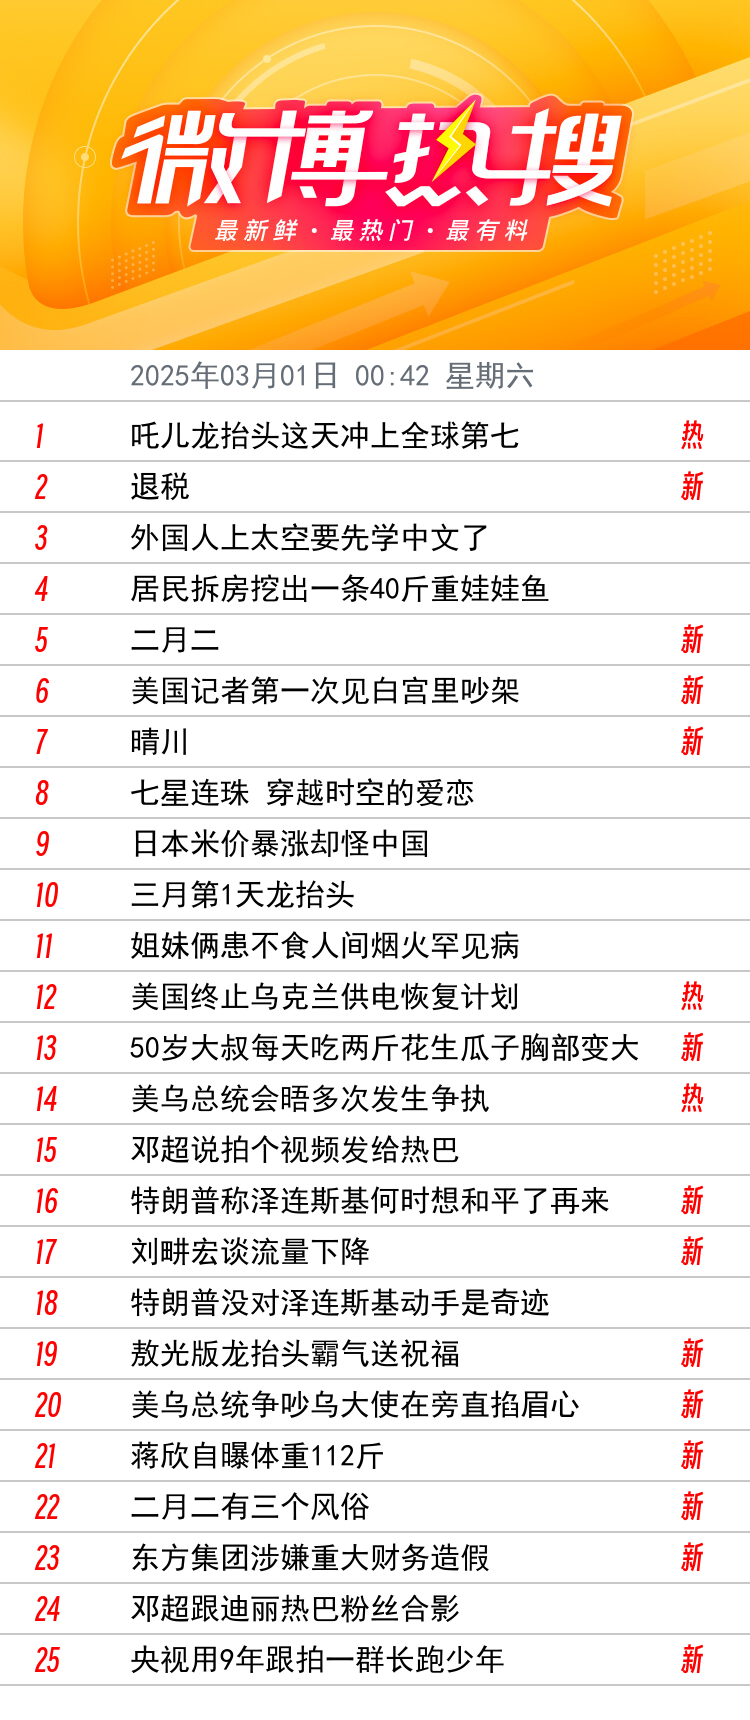 微博热搜
最新鲜·最热门·最有料
2025年03月01日 00:42 星期六
1 吒儿龙抬头这天冲上全球第七 热
2 退税 新
3 外国人上太空要先学中文了
4 居民拆房挖出一条40斤重娃娃鱼
5 二月二 新
6 美国记者第一次见白宫里吵架 新
7 晴川 新
8 七星连珠 穿越时空的爱恋
9 日本米价暴涨却怪中国
10 三月第1天龙抬头
11 姐妹俩患不食人间烟火罕见病
12 美国终止乌克兰供电恢复计划 热
13 50岁大叔每天吃两斤花生瓜子胸部变大 新
14 美乌总统会晤多次发生争执 热
15 邓超说拍个视频发给热巴
16 特朗普称泽连斯基何时想和平了再来 新
17 刘畊宏谈流量下降 新
18 特朗普没对泽连斯基动手是奇迹
19 敖光版龙抬头霸气送祝福 新
20 美乌总统争吵乌大使在旁直掐眉心 新
21 蒋欣自曝体重112斤 新
22 二月二有三个风俗 新
23 东方集团涉嫌重大财务造假 新
24 邓超跟迪丽热巴粉丝合影
25 央视用9年跟拍一群长跑少年 新